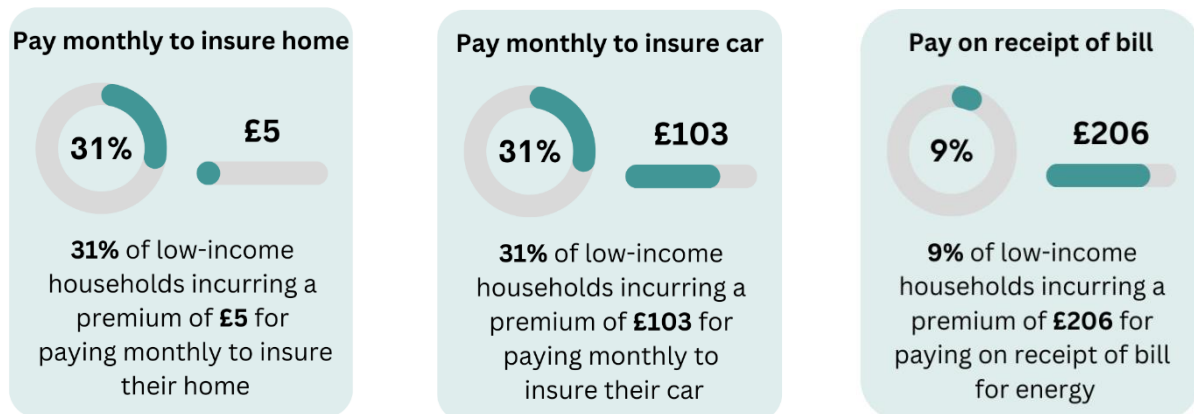 Pay monthly to insure home
31%
£5
31% of low-income
households incurring a
premium of £5 for
paying monthly to insure
their home
Pay monthly to insure car
31%
£103
31% of low-income
households incurring a
premium of £103 for
paying monthly to
insure their car
Pay on receipt of bill
9%
£206
9% of low-income
households incurring a
premium of £206 for
paying on receipt of bill
for energy